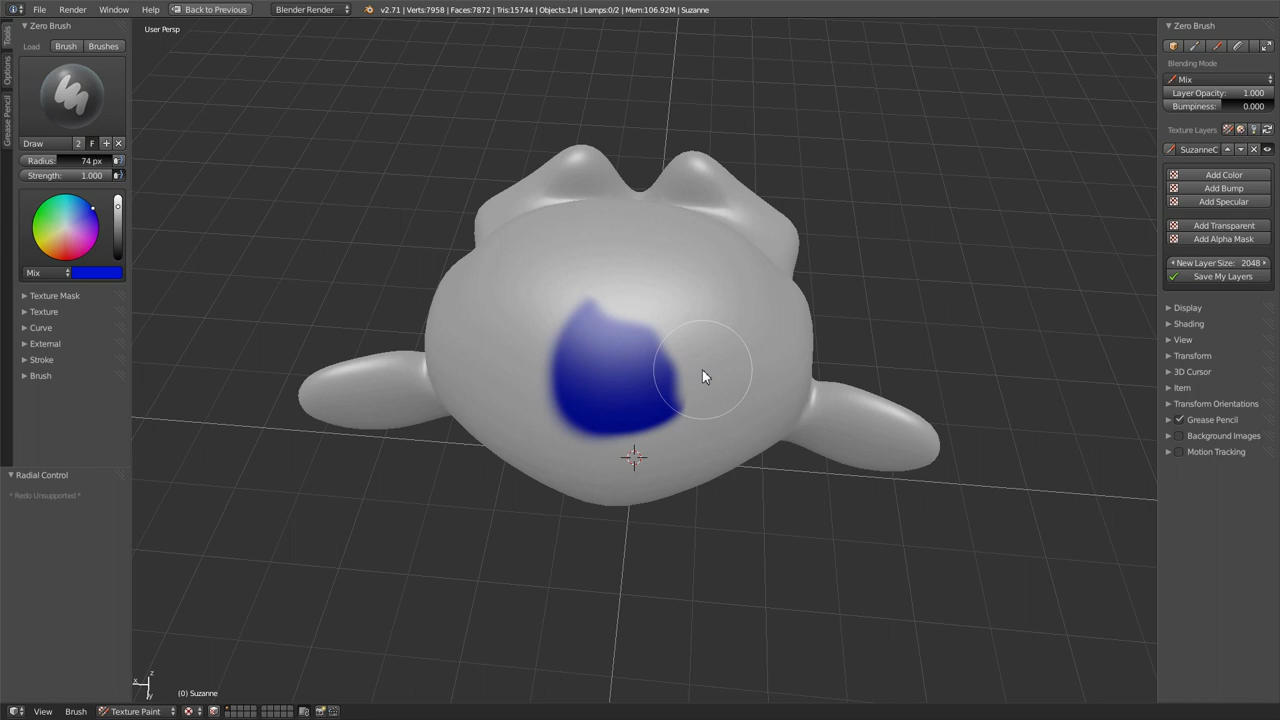 File Render Window Help Back to Previous Blender Render v2.71 | Verts:7958 | Faces:7872 | Tris:15744 | Objects:1/4 | Lamps:0/2 | Mem:106.92M | Suzanne
Tools
Options
Grease Pencil
Zero Brush
Load Brush Brushes
Draw 2 F
Radius: 74 px
Strength: 1.000
Mix
Texture Mask
Texture
Curve
External
Stroke
Brush
Radial Control
* Redo Unsupported *
User Persp
z
x
y
(0) Suzanne
Zero Brush
Blending Mode
Mix
Layer Opacity: 1.000
Bumpiness: 0.000
Texture Layers
SuzanneC
Add Color
Add Bump
Add Specular
Add Transparent
Add Alpha Mask
New Layer Size: 2048
Save My Layers
Display
Shading
View
Transform
3D Cursor
Item
Transform Orientations
Grease Pencil
Background Images
Motion Tracking
View Brush Texture Paint